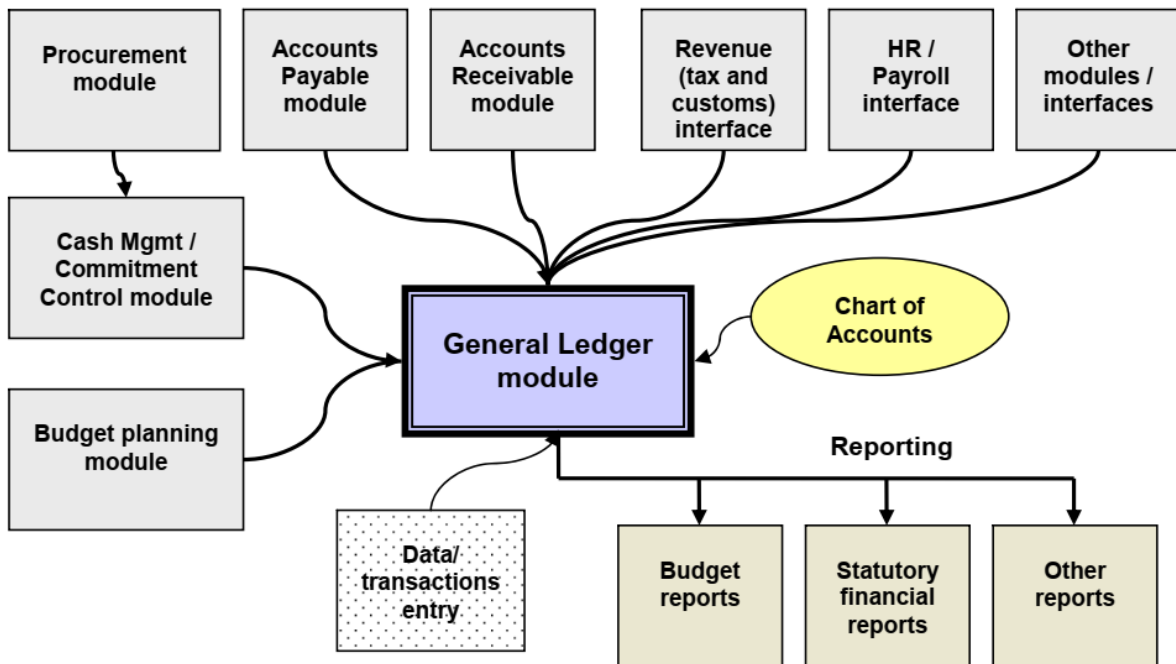 Procurement
module
Accounts
Payable
module
Accounts
Receivable
module
Revenue
(tax and
customs)
interface
HR /
Payroll
interface
Other
modules /
interfaces
Cash Mgmt /
Commitment
Control module
General Ledger
module
Chart of
Accounts
Budget planning
module
Reporting
Data/
transactions
entry
Budget
reports
Statutory
financial
reports
Other
reports